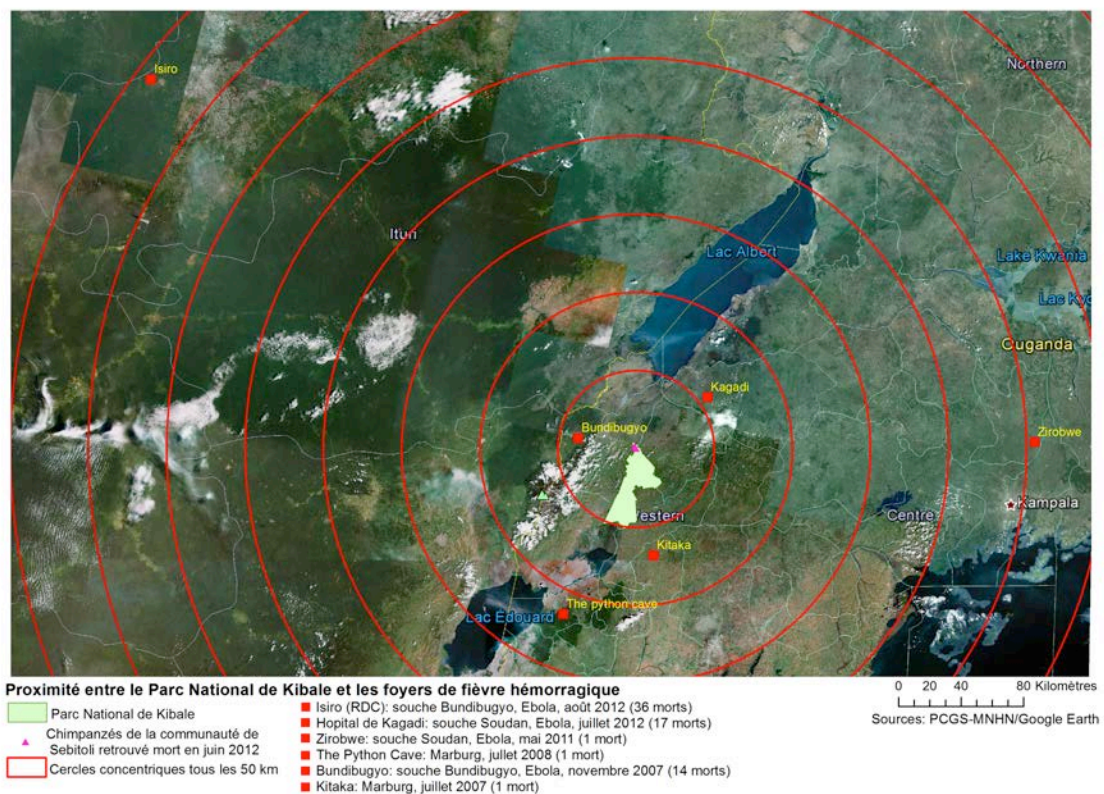 Isiro
Northern
Ituri
Lac Albert
Lake Kwania
Lac Kyo
Ouganda
Kagadi
Bundibugyo
Zirobwe
Kampala
Western
Centre
Kitaka
The python cave
Lac Edouard
Proximité entre le Parc National de Kibale et les foyers de fièvre hémorragique
Parc National de Kibale
Chimpanzés de la communauté de
Sebitoli retrouvé mort en juin 2012
Cercles concentriques tous les 50 km
Isiro (RDC): souche Bundibugyo, Ebola, août 2012 (36 morts)
Hopital de Kagadi: souche Soudan, Ebola, juillet 2012 (17 morts)
Zirobwe: souche Soudan, Ebola, mai 2011 (1 mort)
The Python Cave: Marburg, jullet 2008 (1 mort)
Bundibugyo: souche Bundibugyo, Ebola, novembre 2007 (14 morts)
Kitaka: Marburg, juillet 2007 (1 mort)
0 20 40 80 Kilomètres
Sources: PCGS-MNHN/Google Earth